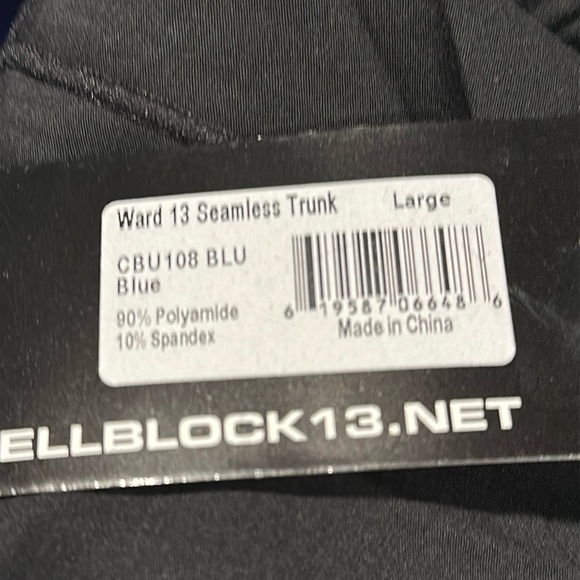 Ward 13 Seamless Trunk Large
CBU108 BLU
Blue
90% Polyamide
10% Spandex
6 19587 06648 6
Made in China
ELLBLOCK13.NET